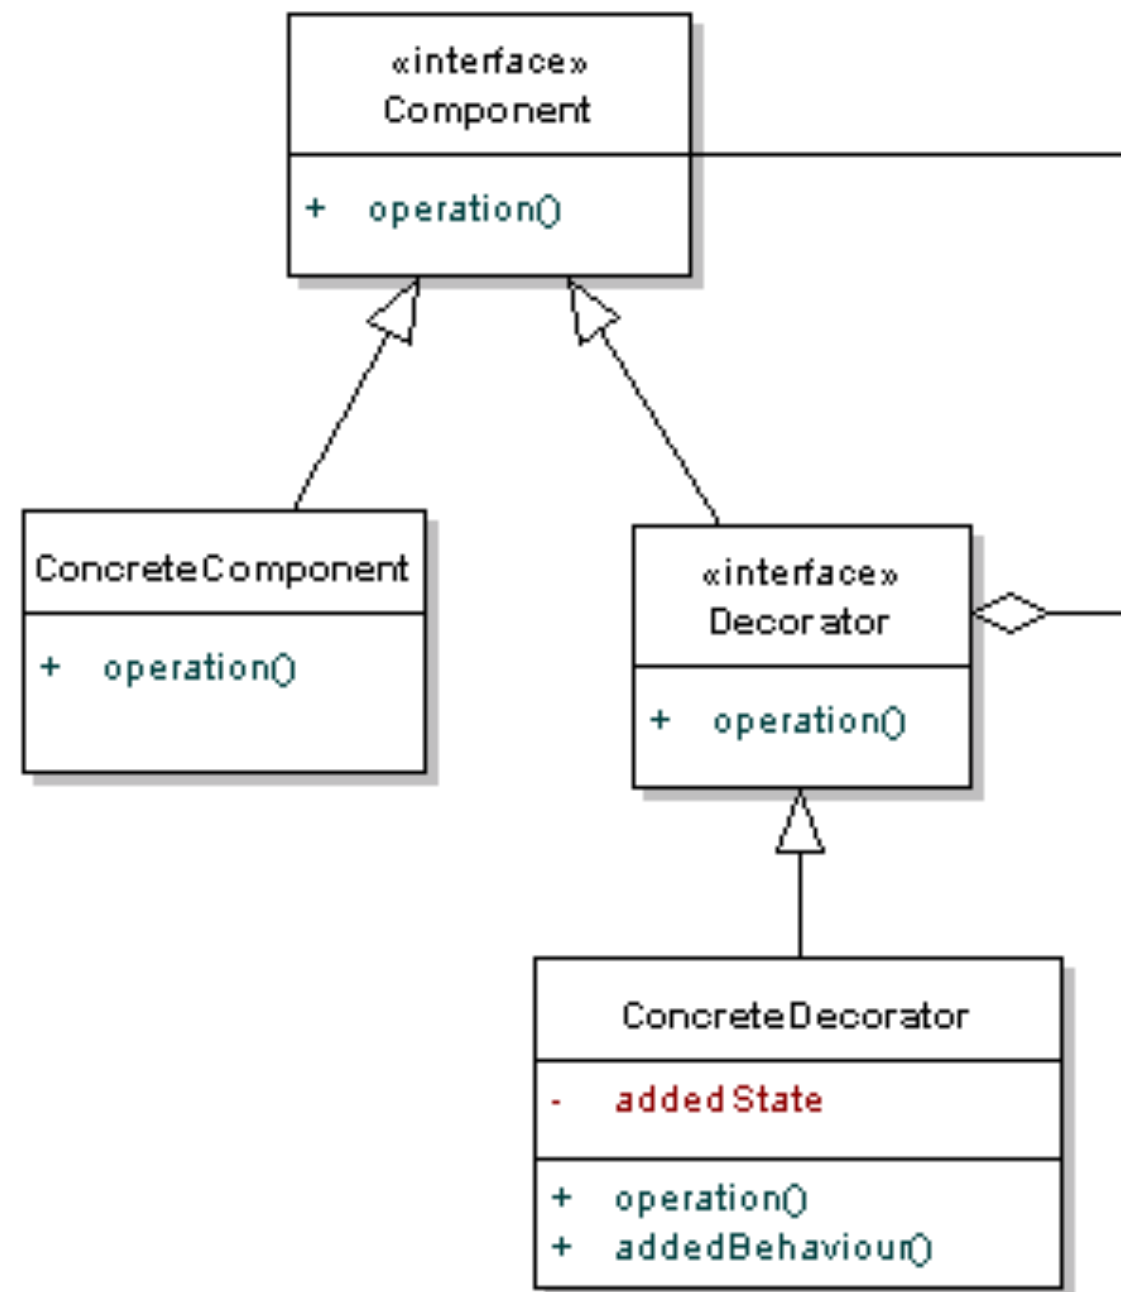 «interface»
Component
+ operation()
ConcreteComponent
+ operation()
«interface»
Decorator
+ operation()
ConcreteDecorator
- addedState
+ operation()
+ addedBehaviour()